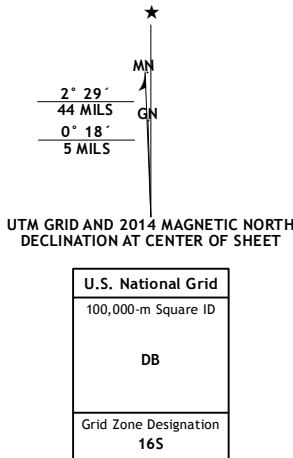 MN
2° 29´
44 MILS
GN
0° 18´
5 MILS
UTM GRID AND 2014 MAGNETIC NORTH
DECLINATION AT CENTER OF SHEET
U.S. National Grid
100,000-m Square ID
DB
Grid Zone Designation
16S